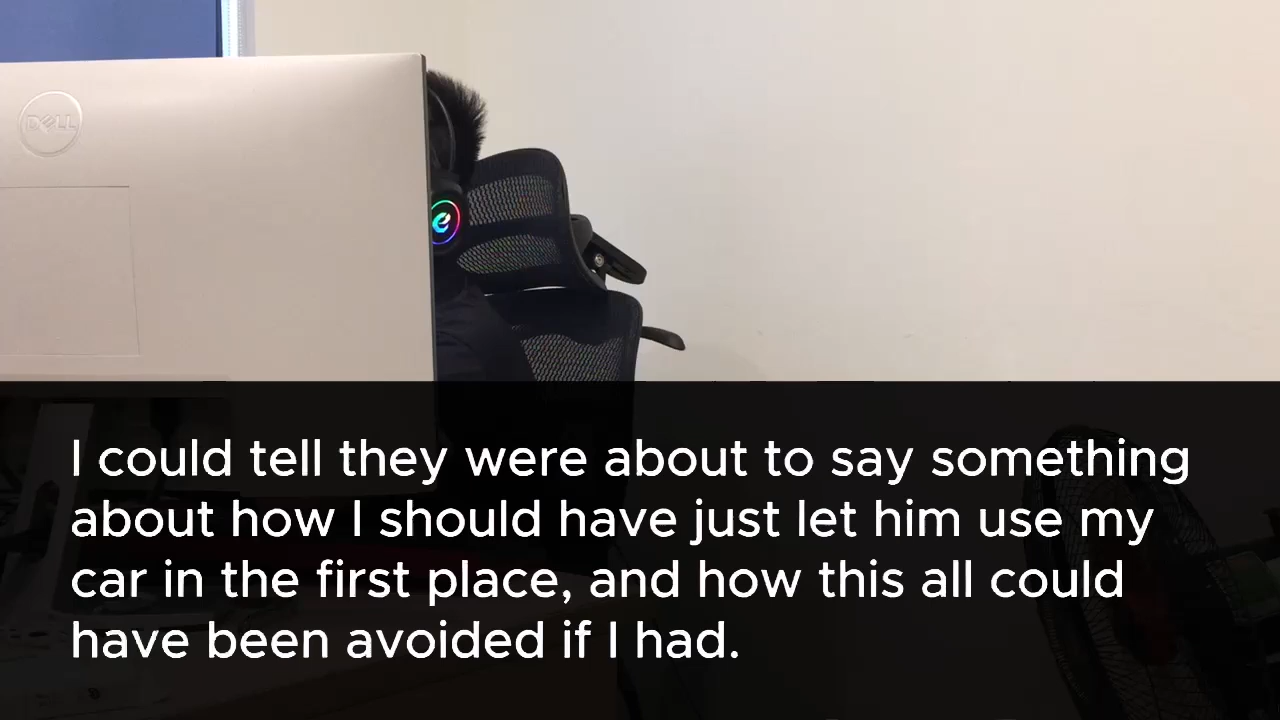 DELL
I could tell they were about to say something
about how I should have just let him use my
car in the first place, and how this all could
have been avoided if I had.